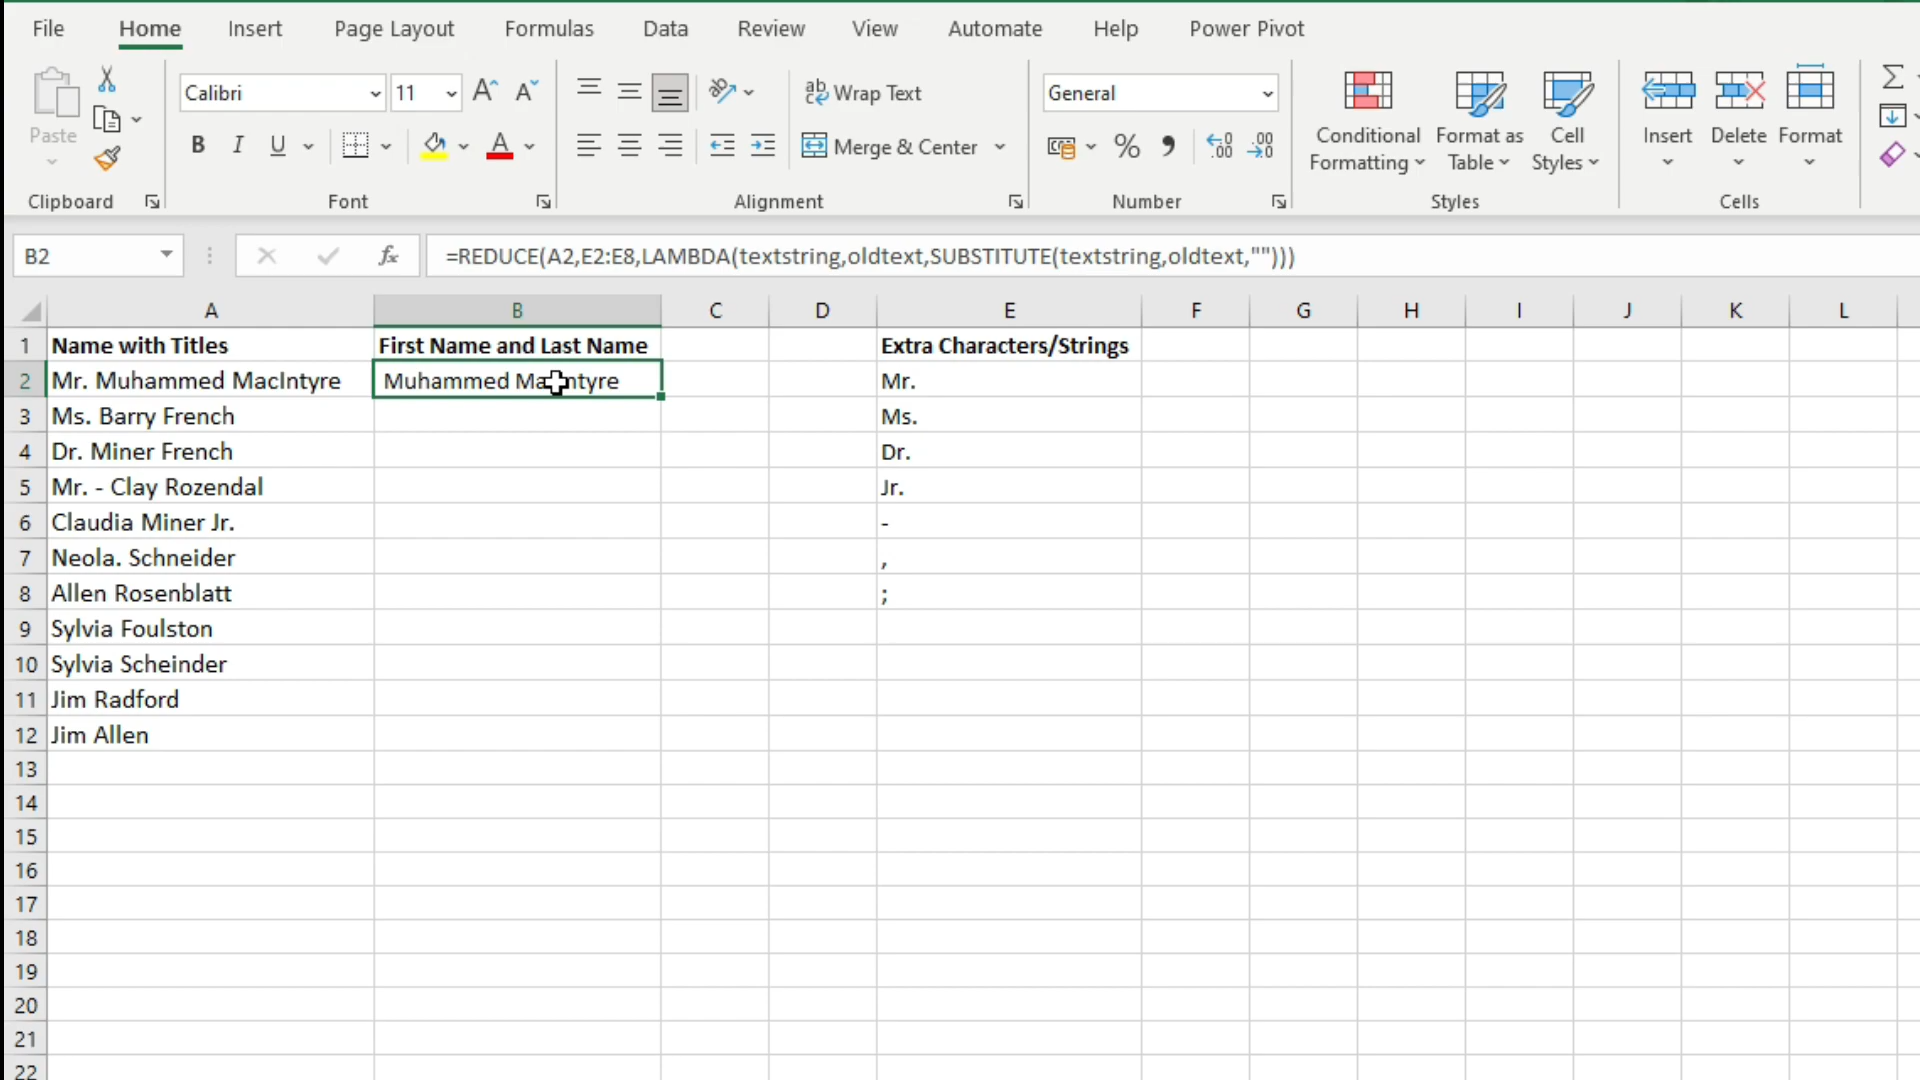 File Home Insert Page Layout Formulas Data Review View Automate Help Power Pivot
Calibri 11 Wrap Text General
Paste B I U Merge & Center % Conditional Formatting Format as Table Cell Styles Insert Delete Format
Clipboard Font Alignment Number Styles Cells
B2 fx =REDUCE(A2,E2:E8,LAMBDA(textstring,oldtext,SUBSTITUTE(textstring,oldtext,"")))
A B C D E F G H I J K L
1 Name with Titles First Name and Last Name Extra Characters/Strings
2 Mr. Muhammed MacIntyre Muhammed MacIntyre Mr.
3 Ms. Barry French Ms.
4 Dr. Miner French Dr.
5 Mr. - Clay Rozendal Jr.
6 Claudia Miner Jr. -
7 Neola. Schneider ,
8 Allen Rosenblatt ;
9 Sylvia Foulston
10 Sylvia Scheinder
11 Jim Radford
12 Jim Allen
13
14
15
16
17
18
19
20
21
22